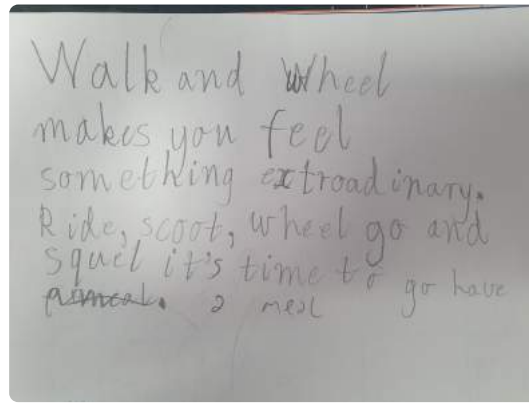 Walk and Wheel
makes you feel
something extroadinary.
Ride, scoot, wheel go and
squel it's time to go have
a meal